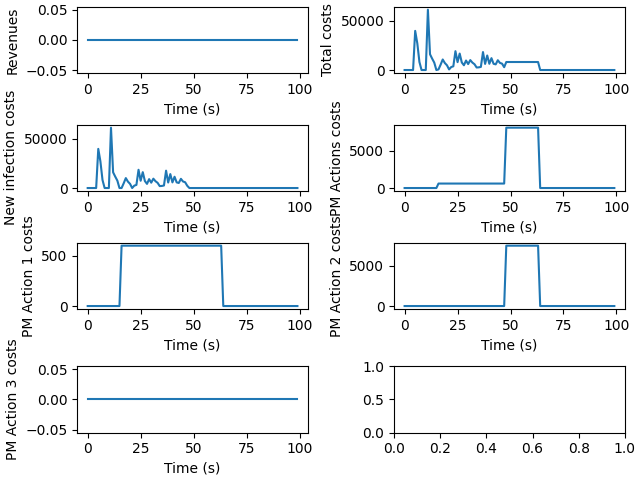 Revenues
0.05
0.00
−0.05
0 25 50 75 100
Time (s)
Total costs
50000
0
0 25 50 75 100
Time (s)
New infection costs
50000
0
0 25 50 75 100
Time (s)
PM Actions costs
5000
0
0 25 50 75 100
Time (s)
PM Action 1 costs
500
0
0 25 50 75 100
Time (s)
PM Action 2 costs
5000
0
0 25 50 75 100
Time (s)
PM Action 3 costs
0.05
0.00
−0.05
0 25 50 75 100
Time (s)
1.0
0.5
0.0
0.0 0.2 0.4 0.6 0.8 1.0